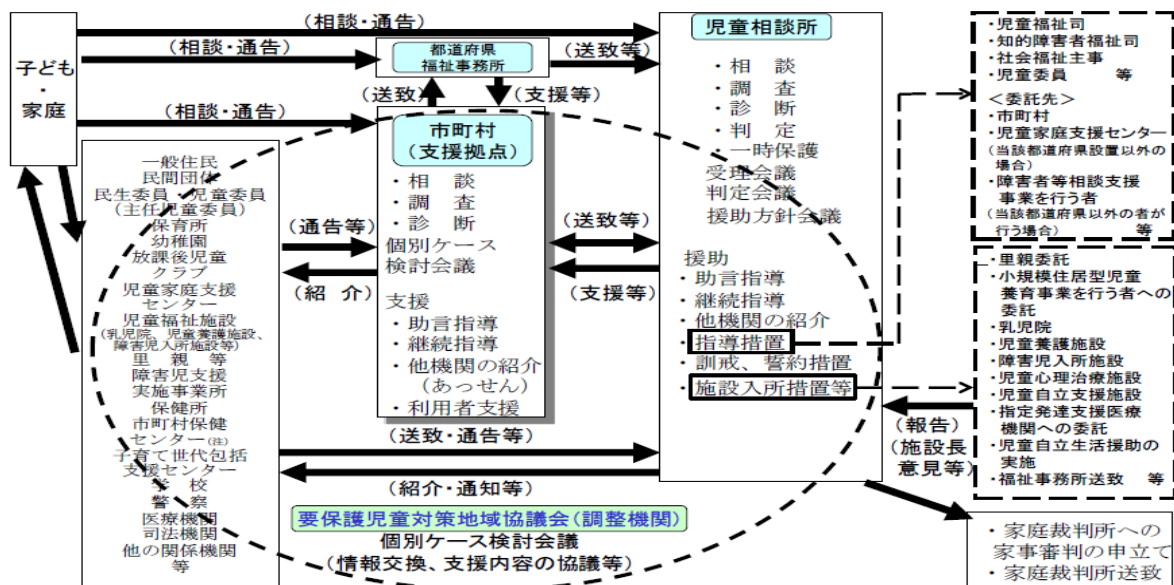 子ども
・
家庭
(相談・通告)
(相談・通告)
(相談・通告)
都道府県
福祉事務所
(送致等)
(送致)
(支援等)
市町村
(支援拠点)
・相　談
・調　査
・診　断
個別ケース
検討会議
支援
・助言指導
・継続指導
・他機関の紹介
(あっせん)
・利用者支援
一般住民
民間団体
民生委員・児童委員
(主任児童委員)
保育所
幼稚園
放課後児童
クラブ
児童家庭支援
センター
児童福祉施設
(乳児院、児童養護施設、
障害児入所施設等)
里　親　等
障害児支援
実施事業所
保健所
市町村保健
センター(注)
子育て世代包括
支援センター
学　校
警　察
医療機関
司法機関
他の関係機関
等
(通告等)
(紹　介)
(送致等)
(支援等)
(送致・通告等)
(紹介・通知等)
要保護児童対策地域協議会(調整機関)
個別ケース検討会議
(情報交換、支援内容の協議等)
児童相談所
・相　談
・調　査
・診　断
・判　定
・一時保護
受理会議
判定会議
援助方針会議
援助
・助言指導
・継続指導
・他機関の紹介
・指導措置
・訓戒、誓約措置
・施設入所措置等
・児童福祉司
・知的障害者福祉司
・社会福祉主事
・児童委員　　等
＜委託先＞
・市町村
・児童家庭支援センター
(当該都道府県設置以外の
場合)
・障害者等相談支援
事業を行う者
(当該都道府県以外の者が
行う場合)　　等
・里親委託
・小規模住居型児童
養育事業を行う者への
委託
・乳児院
・児童養護施設
・障害児入所施設
・児童心理治療施設
・児童自立支援施設
・指定発達支援医療
機関への委託
・児童自立生活援助の
実施
・福祉事務所送致　等
(報告)
(施設長
意見等)
・家庭裁判所への
家事審判の申立て
・家庭裁判所送致